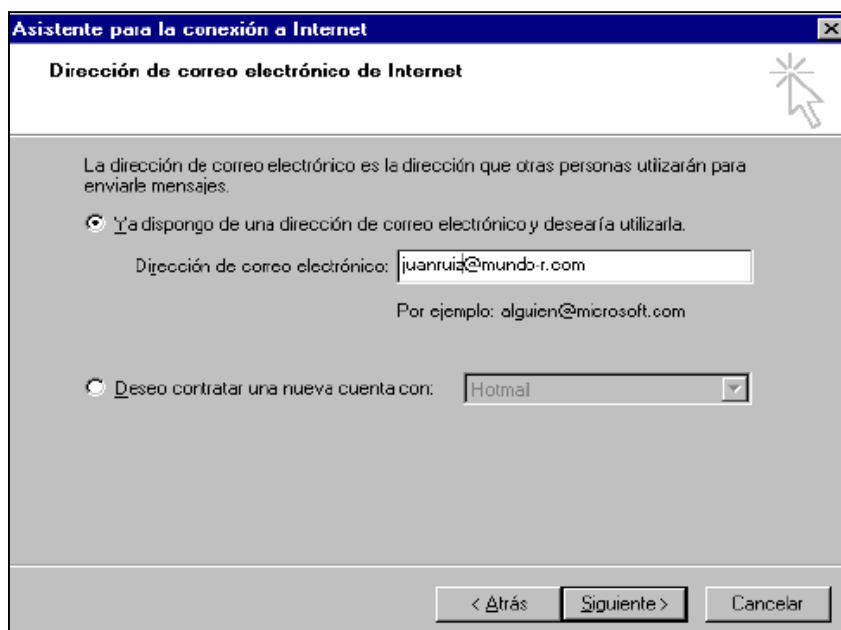 Asistente para la conexión a Internet
Dirección de correo electrónico de Internet
La dirección de correo electrónico es la dirección que otras personas utilizarán para
enviarle mensajes.
Ya dispongo de una dirección de correo electrónico y desearía utilizarla.
Dirección de correo electrónico: juanruiz@mundo-r.com
Por ejemplo: alguien@microsoft.com
Deseo contratar una nueva cuenta con: Hotmail
< Atrás Siguiente > Cancelar